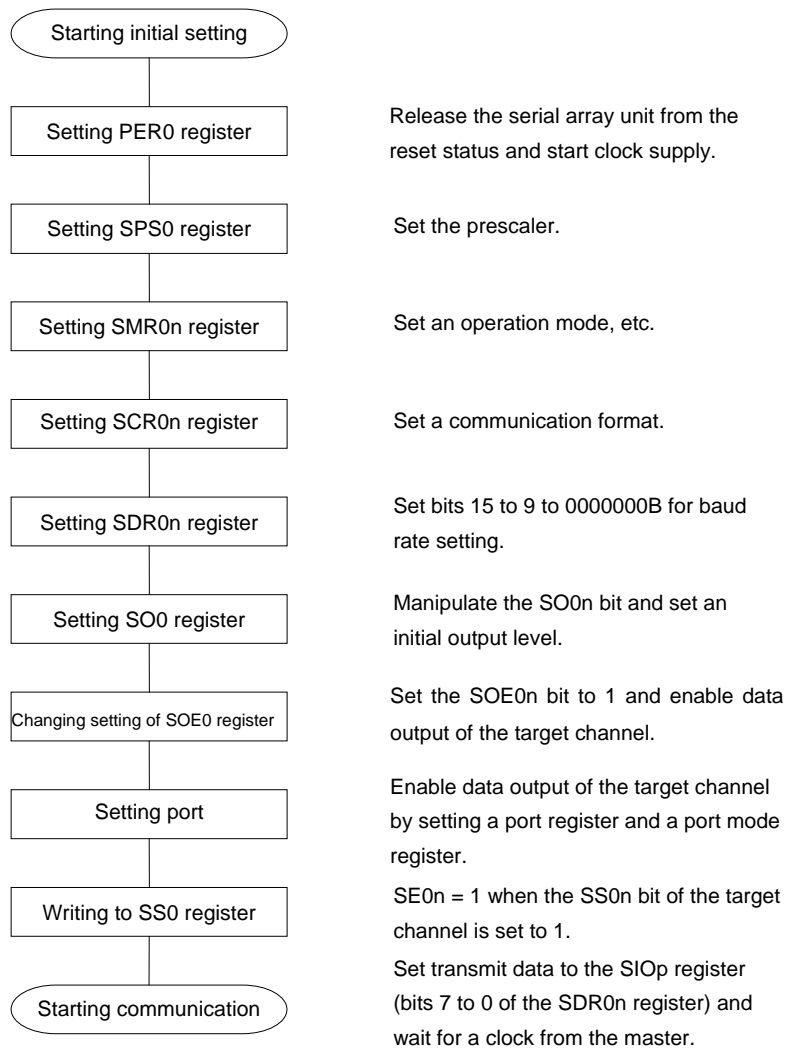 Starting initial setting
Setting PER0 register
Release the serial array unit from the
reset status and start clock supply.
Setting SPS0 register
Set the prescaler.
Setting SMR0n register
Set an operation mode, etc.
Setting SCR0n register
Set a communication format.
Setting SDR0n register
Set bits 15 to 9 to 0000000B for baud
rate setting.
Setting SO0 register
Manipulate the SO0n bit and set an
initial output level.
Changing setting of SOE0 register
Set the SOE0n bit to 1 and enable data
output of the target channel.
Setting port
Enable data output of the target channel
by setting a port register and a port mode
register.
Writing to SS0 register
SE0n = 1 when the SS0n bit of the target
channel is set to 1.
Starting communication
Set transmit data to the SIOp register
(bits 7 to 0 of the SDR0n register) and
wait for a clock from the master.